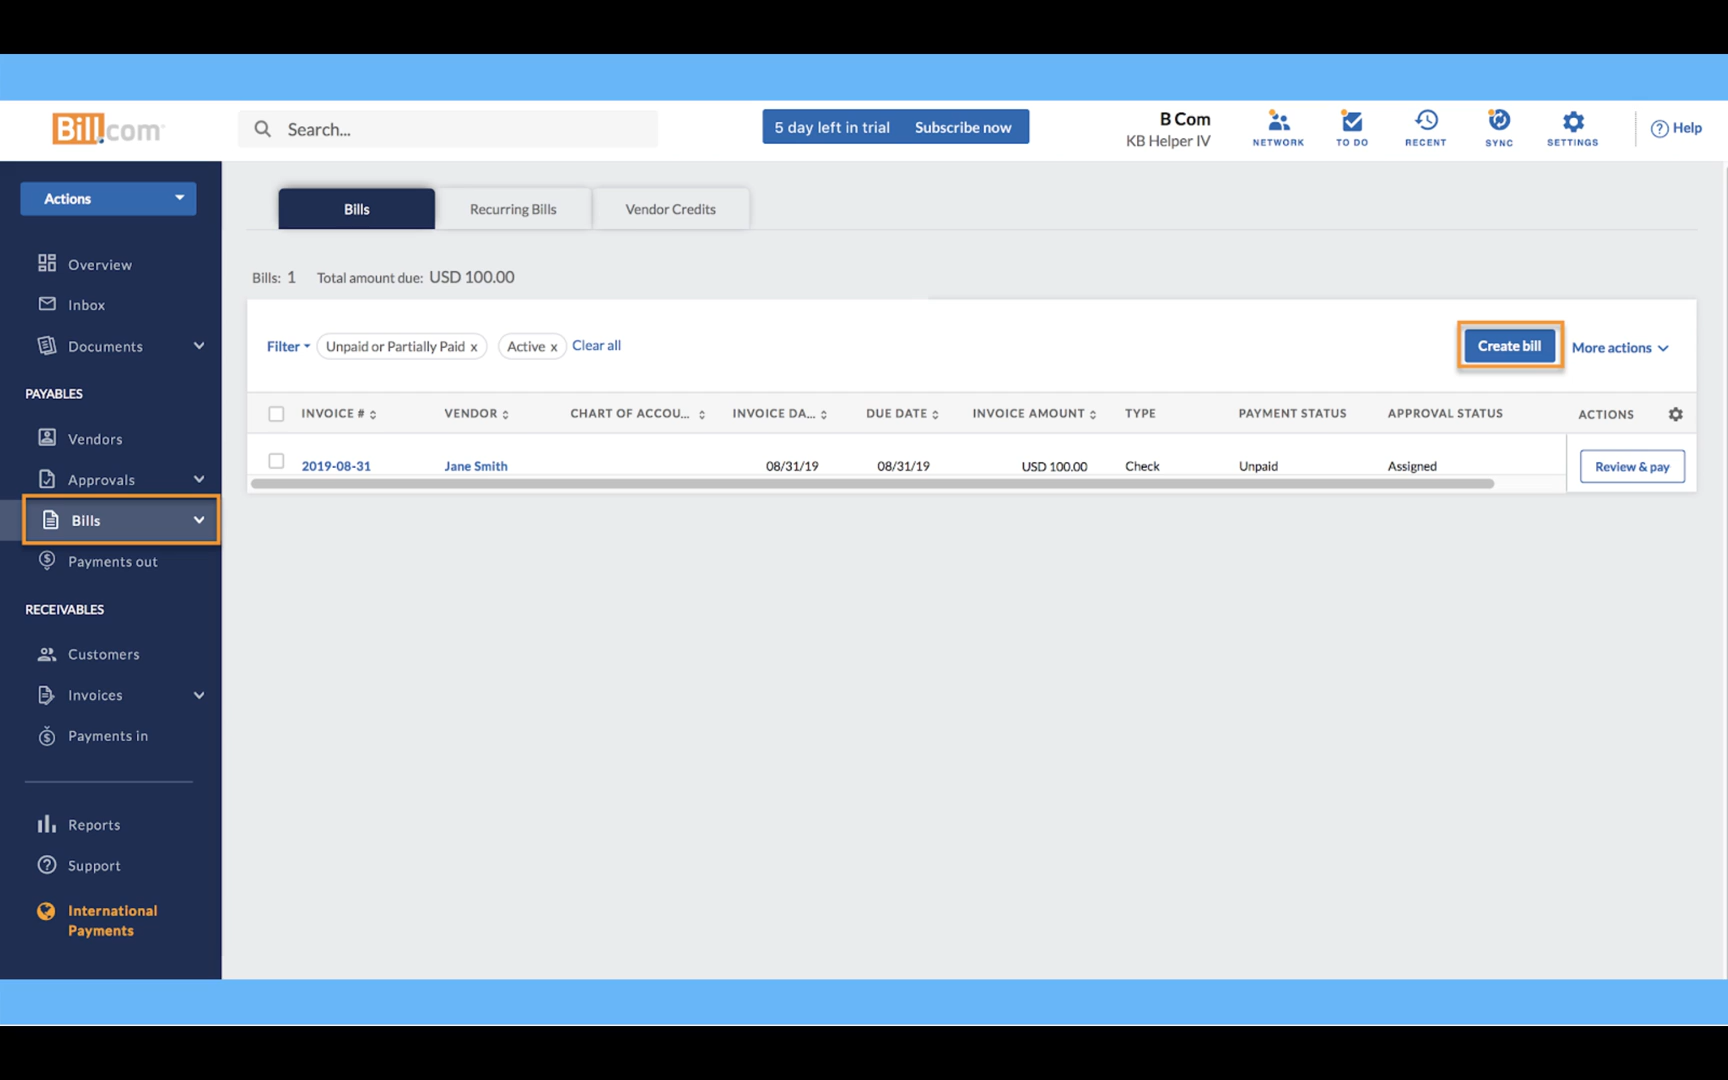 Bill.com
Search...
5 day left in trial Subscribe now
B Com
KB Helper IV
NETWORK
TO DO
RECENT
SYNC
SETTINGS
Help
Actions
Overview
Inbox
Documents
PAYABLES
Vendors
Approvals
Bills
Payments out
RECEIVABLES
Customers
Invoices
Payments in
Reports
Support
International
Payments
Bills Recurring Bills Vendor Credits
Bills: 1 Total amount due: USD 100.00
Filter Unpaid or Partially Paid x Active x Clear all
Create bill More actions
INVOICE # VENDOR CHART OF ACCOU... INVOICE DA... DUE DATE INVOICE AMOUNT TYPE PAYMENT STATUS APPROVAL STATUS ACTIONS
2019-08-31 Jane Smith 08/31/19 08/31/19 USD 100.00 Check Unpaid Assigned Review & pay